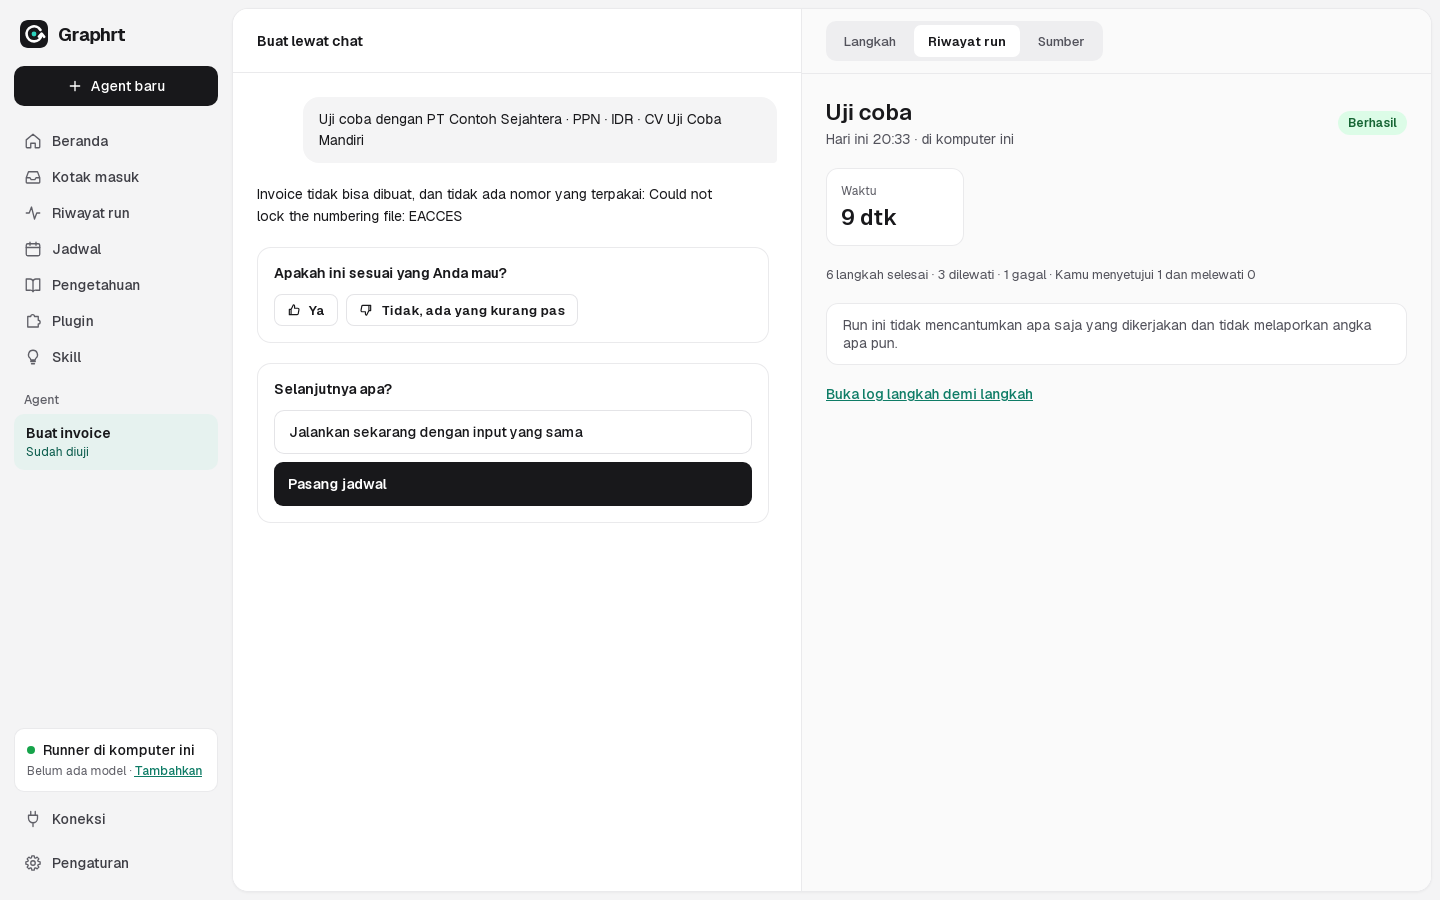 Graphrt
Agent baru
Beranda
Kotak masuk
Riwayat run
Jadwal
Pengetahuan
Plugin
Skill
Agent
Buat invoice
Sudah diuji
Runner di komputer ini
Belum ada model · Tambahkan
Koneksi
Pengaturan
Buat lewat chat
Uji coba dengan PT Contoh Sejahtera · PPN · IDR · CV Uji Coba
Mandiri
Invoice tidak bisa dibuat, dan tidak ada nomor yang terpakai: Could not
lock the numbering file: EACCES
Apakah ini sesuai yang Anda mau?
Ya
Tidak, ada yang kurang pas
Selanjutnya apa?
Jalankan sekarang dengan input yang sama
Pasang jadwal
Langkah
Riwayat run
Sumber
Uji coba
Hari ini 20:33 · di komputer ini
Berhasil
Waktu
9 dtk
6 langkah selesai · 3 dilewati · 1 gagal · Kamu menyetujui 1 dan melewati 0
Run ini tidak mencantumkan apa saja yang dikerjakan dan tidak melaporkan angka
apa pun.
Buka log langkah demi langkah